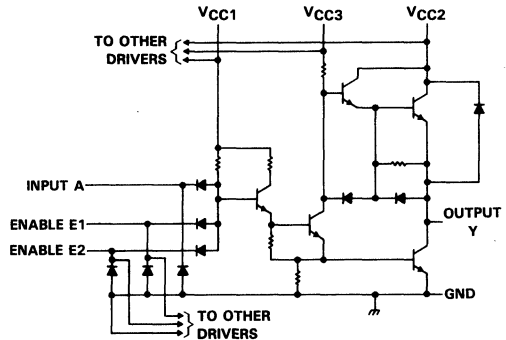 VCC1 VCC3 VCC2
TO OTHER
DRIVERS
INPUT A
ENABLE E1
ENABLE E2
OUTPUT
Y
GND
TO OTHER
DRIVERS